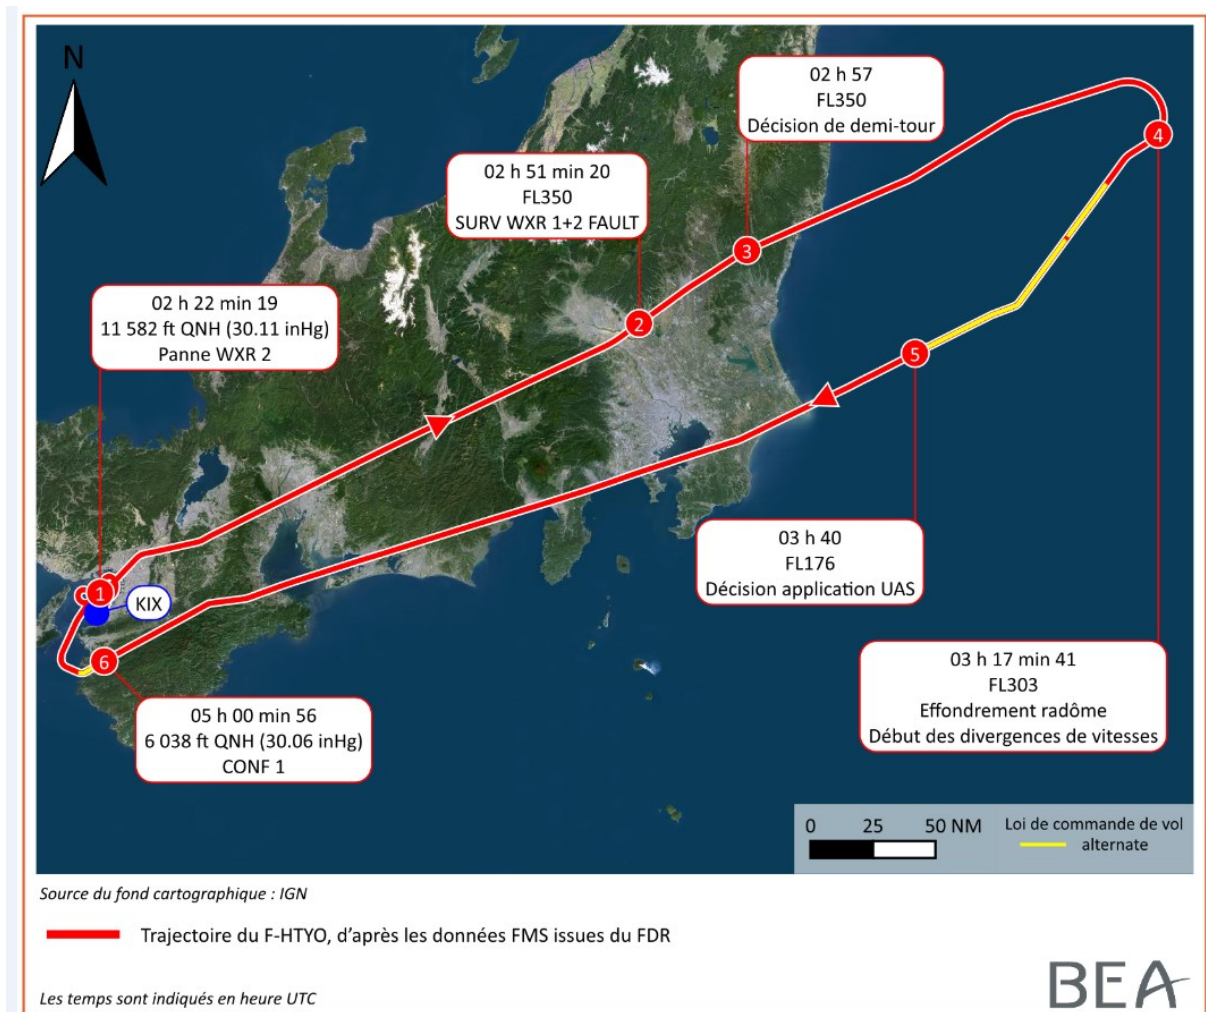 N
02 h 57
FL350
Décision de demi-tour
4
02 h 51 min 20
FL350
SURV WXR 1+2 FAULT
3
02 h 22 min 19
11 582 ft QNH (30.11 inHg)
Panne WXR 2
2
5
1
KIX
03 h 40
FL176
Décision application UAS
6
03 h 17 min 41
FL303
Effondrement radôme
Début des divergences de vitesses
05 h 00 min 56
6 038 ft QNH (30.06 inHg)
CONF 1
0 25 50 NM
Loi de commande de vol
alternate
Source du fond cartographique : IGN
Trajectoire du F-HTYO, d'après les données FMS issues du FDR
BEA
Les temps sont indiqués en heure UTC